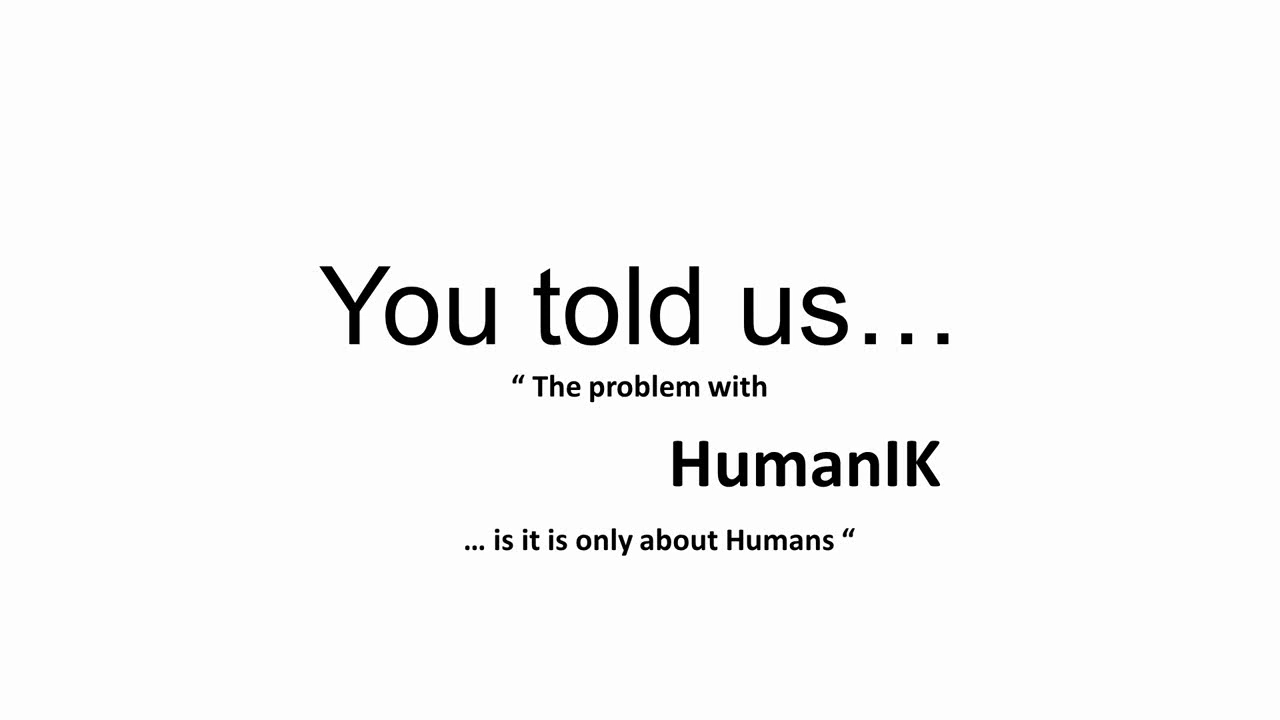 You told us…
“ The problem with
HumanIK
… is it is only about Humans “